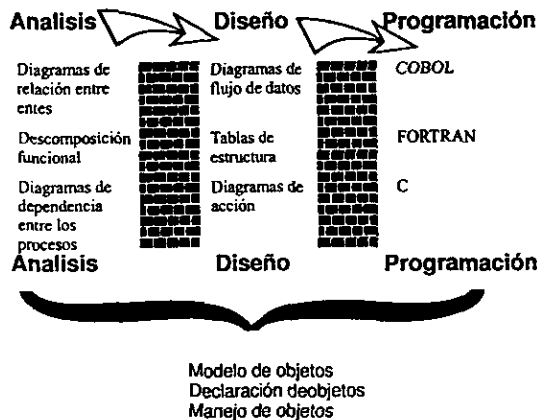 Analisis
Diseño
Programación
Diagramas de
relación entre
entes
Descomposición
funcional
Diagramas de
dependencia
entre los
procesos
Diagramas de
flujo de datos
Tablas de
estructura
Diagramas de
acción
COBOL
FORTRAN
C
Analisis
Diseño
Programación
Modelo de objetos
Declaración deobjetos
Manejo de objetos